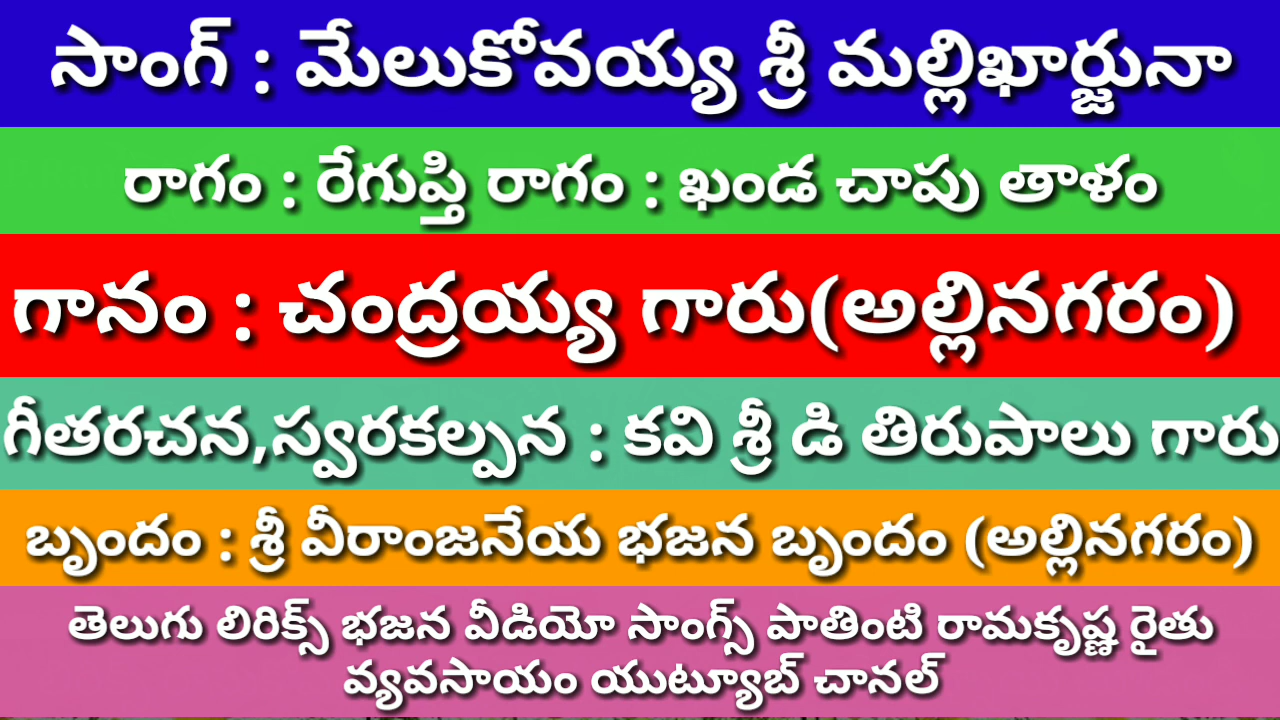 సాంగ్ : మేలుకోవయ్య శ్రీ మల్లిఖార్జునా
రాగం : రేగుప్తి రాగం : ఖండ చాపు తాళం
గానం : చంద్రయ్య గారు(అల్లినగరం)
గీతరచన,స్వరకల్పన : కవి శ్రీ డి తిరుపాలు గారు
బృందం : శ్రీ వీరాంజనేయ భజన బృందం (అల్లినగరం)
తెలుగు లిరిక్స్ భజన వీడియో సాంగ్స్ పాతింటి రామకృష్ణ రైతు
వ్యవసాయం యుట్యూబ్ చానల్